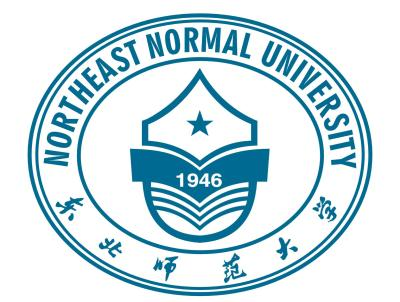 NORTHEAST NORMAL UNIVERSITY
1946
东北师范大学